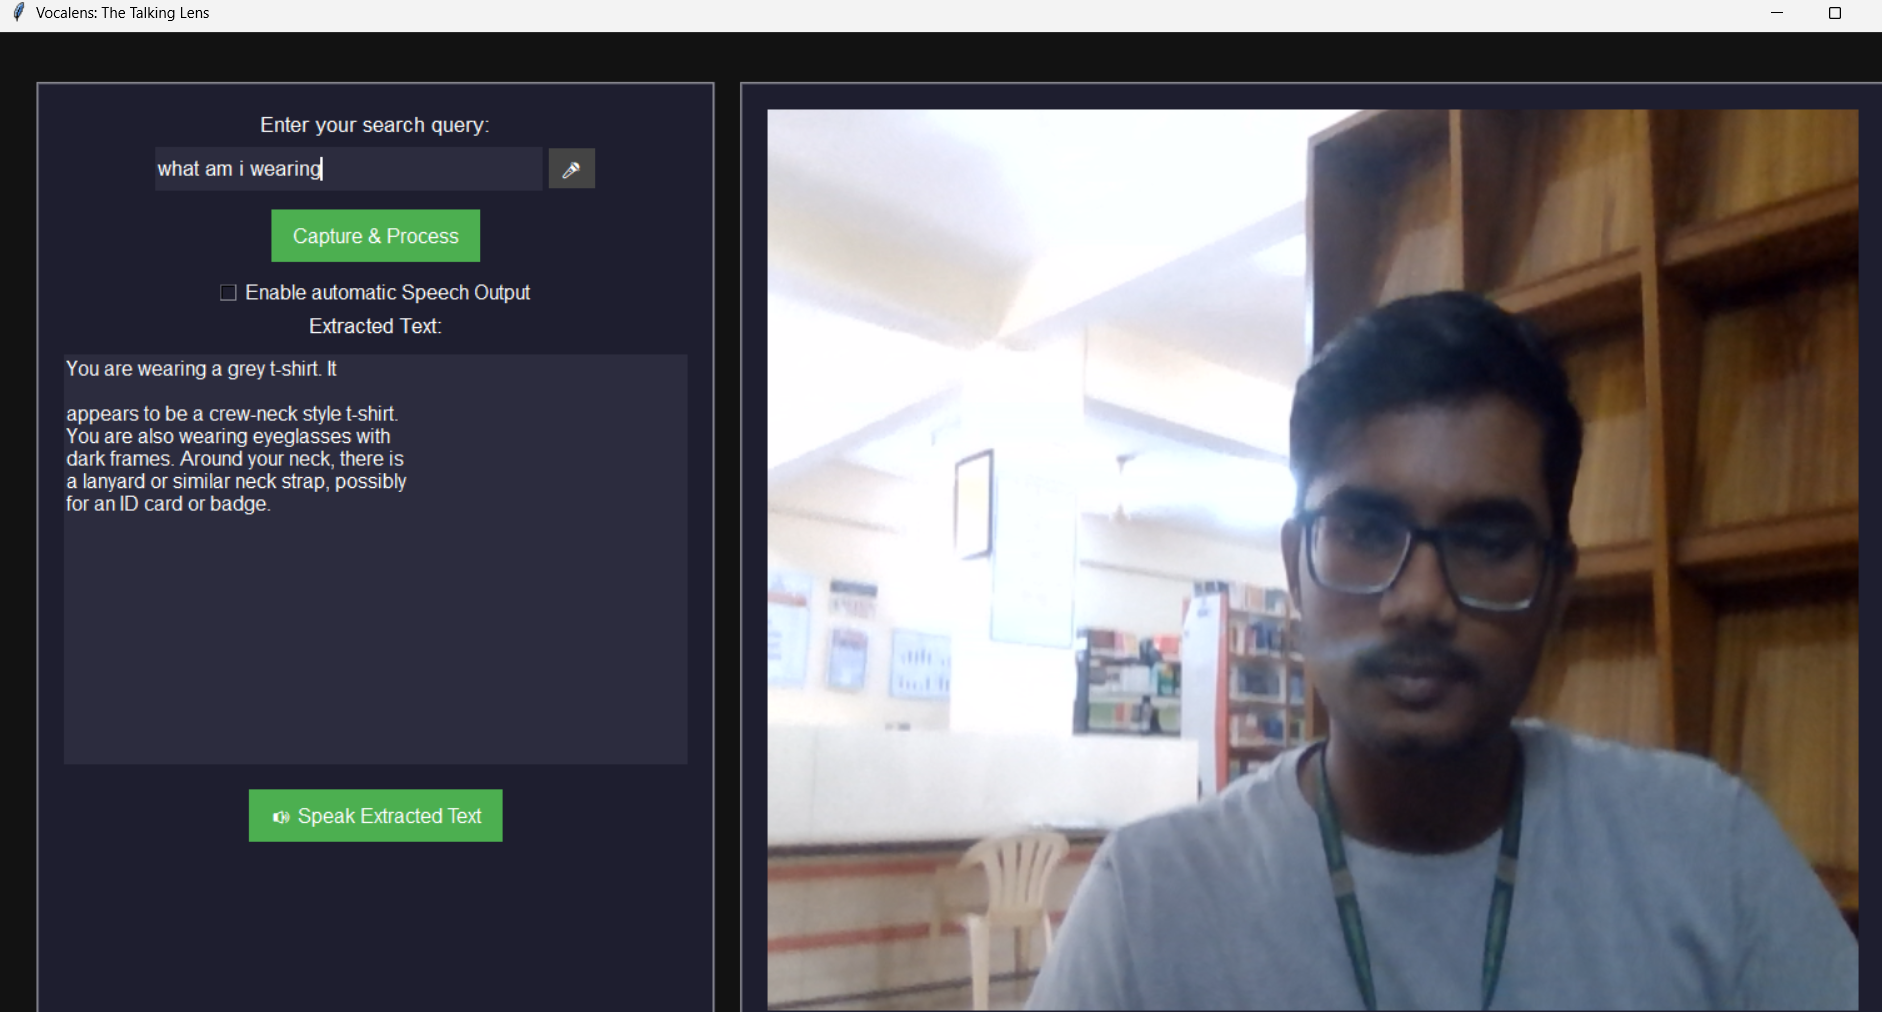 Vocalens: The Talking Lens
Enter your search query:
what am i wearing
Capture & Process
Enable automatic Speech Output
Extracted Text:
You are wearing a grey t-shirt. It
appears to be a crew-neck style t-shirt.
You are also wearing eyeglasses with
dark frames. Around your neck, there is
a lanyard or similar neck strap, possibly
for an ID card or badge.
Speak Extracted Text